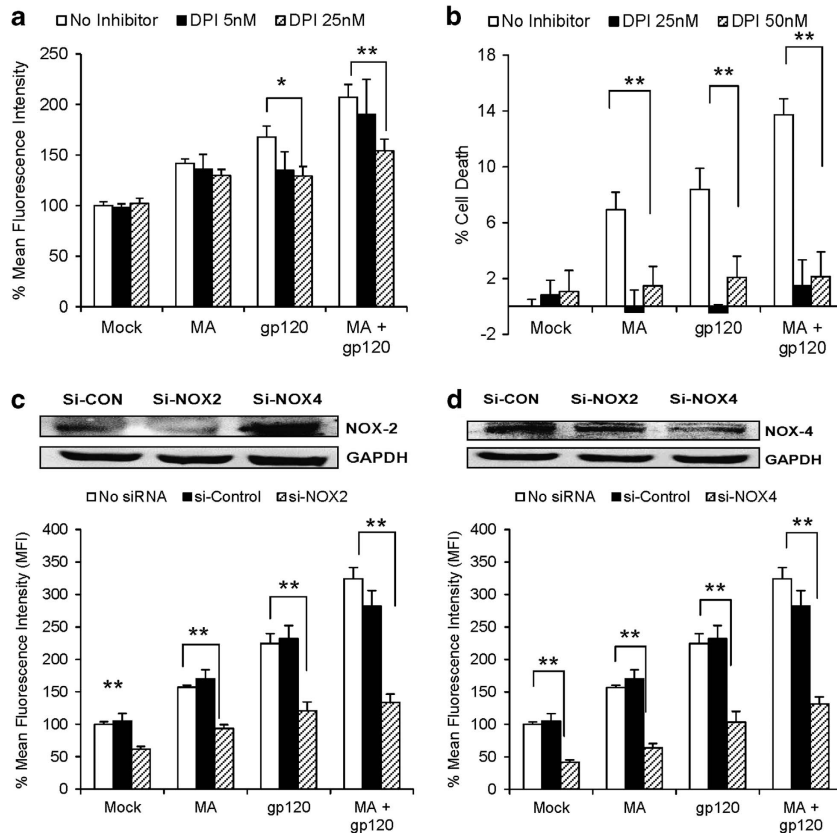 a
No Inhibitor DPI 5nM DPI 25nM
% Mean Fluorescence Intensity
250
200
150
100
50
0
*
**
Mock MA gp120 MA +
gp120
b
No Inhibitor DPI 25nM DPI 50nM
% Cell Death
18
14
10
6
2
-2
**
**
**
Mock MA gp120 MA +
gp120
c
Si-CON Si-NOX2 Si-NOX4
NOX-2
GAPDH
No siRNA si-Control si-NOX2
% Mean Fluorescence Intensity (MFI)
400
350
300
250
200
150
100
50
0
**
**
**
**
Mock MA gp120 MA +
gp120
d
Si-CON Si-NOX2 Si-NOX4
NOX-4
GAPDH
No siRNA si-Control si-NOX4
% Mean Fluorescence Intensity (MFI)
400
350
300
250
200
150
100
50
0
**
**
**
**
Mock MA gp120 MA +
gp120